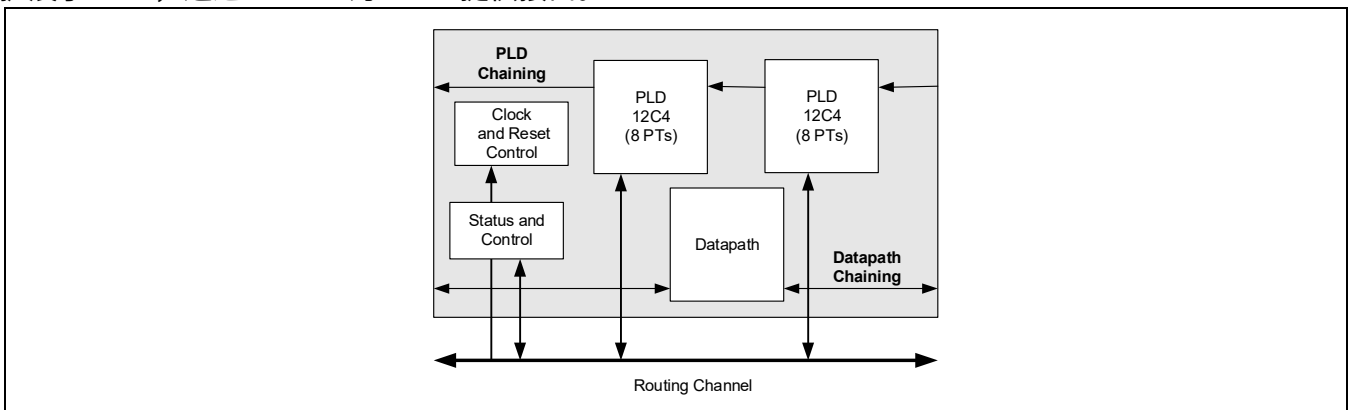 PLD
Chaining
PLD
12C4
(8 PTs)
PLD
12C4
(8 PTs)
Clock
and Reset
Control
Status and
Control
Datapath
Datapath
Chaining
Routing Channel